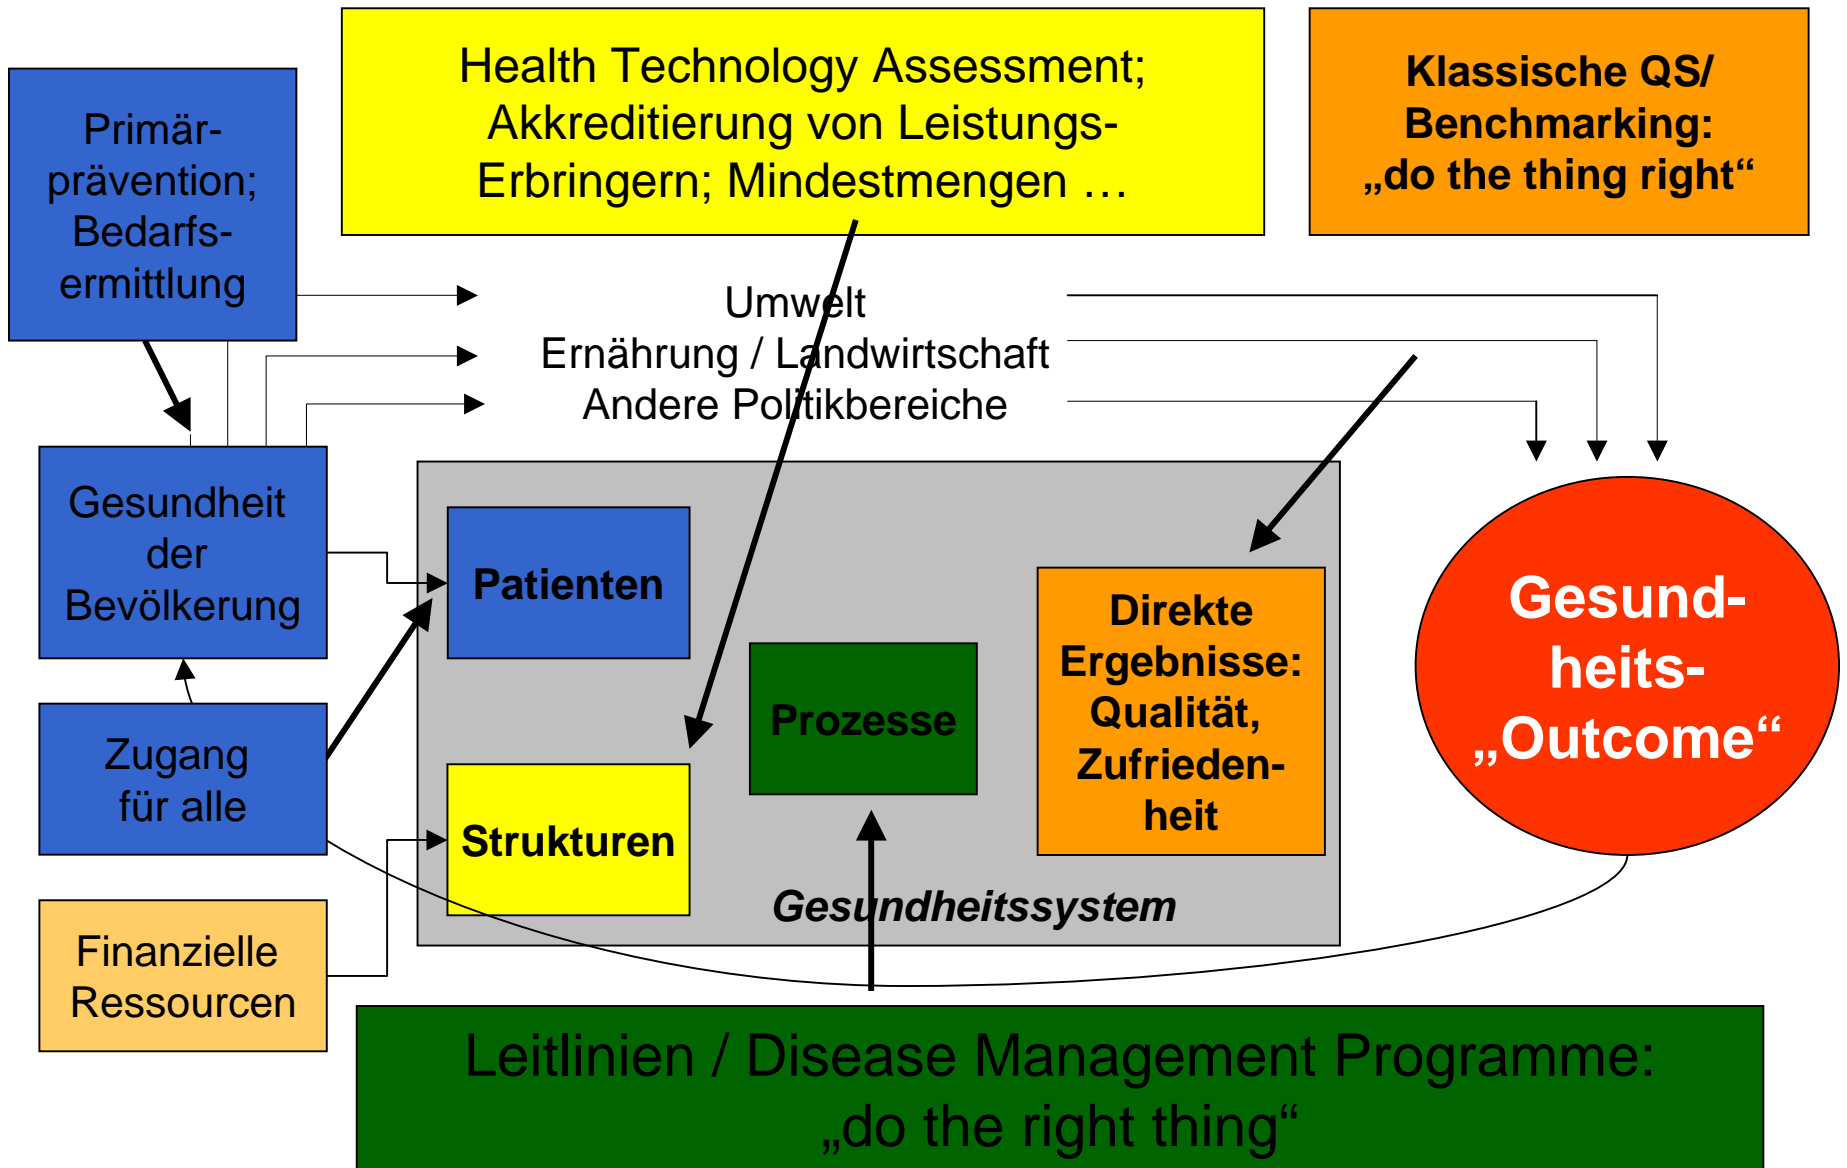 Health Technology Assessment;
Akkreditierung von Leistungs-
Erbringern; Mindestmengen …
Klassische QS/
Benchmarking:
„do the thing right“
Primär-
prävention;
Bedarfs-
ermittlung
Umwelt
Ernährung / Landwirtschaft
Andere Politikbereiche
Gesundheit
der
Bevölkerung
Patienten
Direkte
Ergebnisse:
Qualität,
Zufrieden-
heit
Gesund-
heits-
„Outcome“
Prozesse
Zugang
für alle
Strukturen
Gesundheitssystem
Finanzielle
Ressourcen
Leitlinien / Disease Management Programme:
„do the right thing“